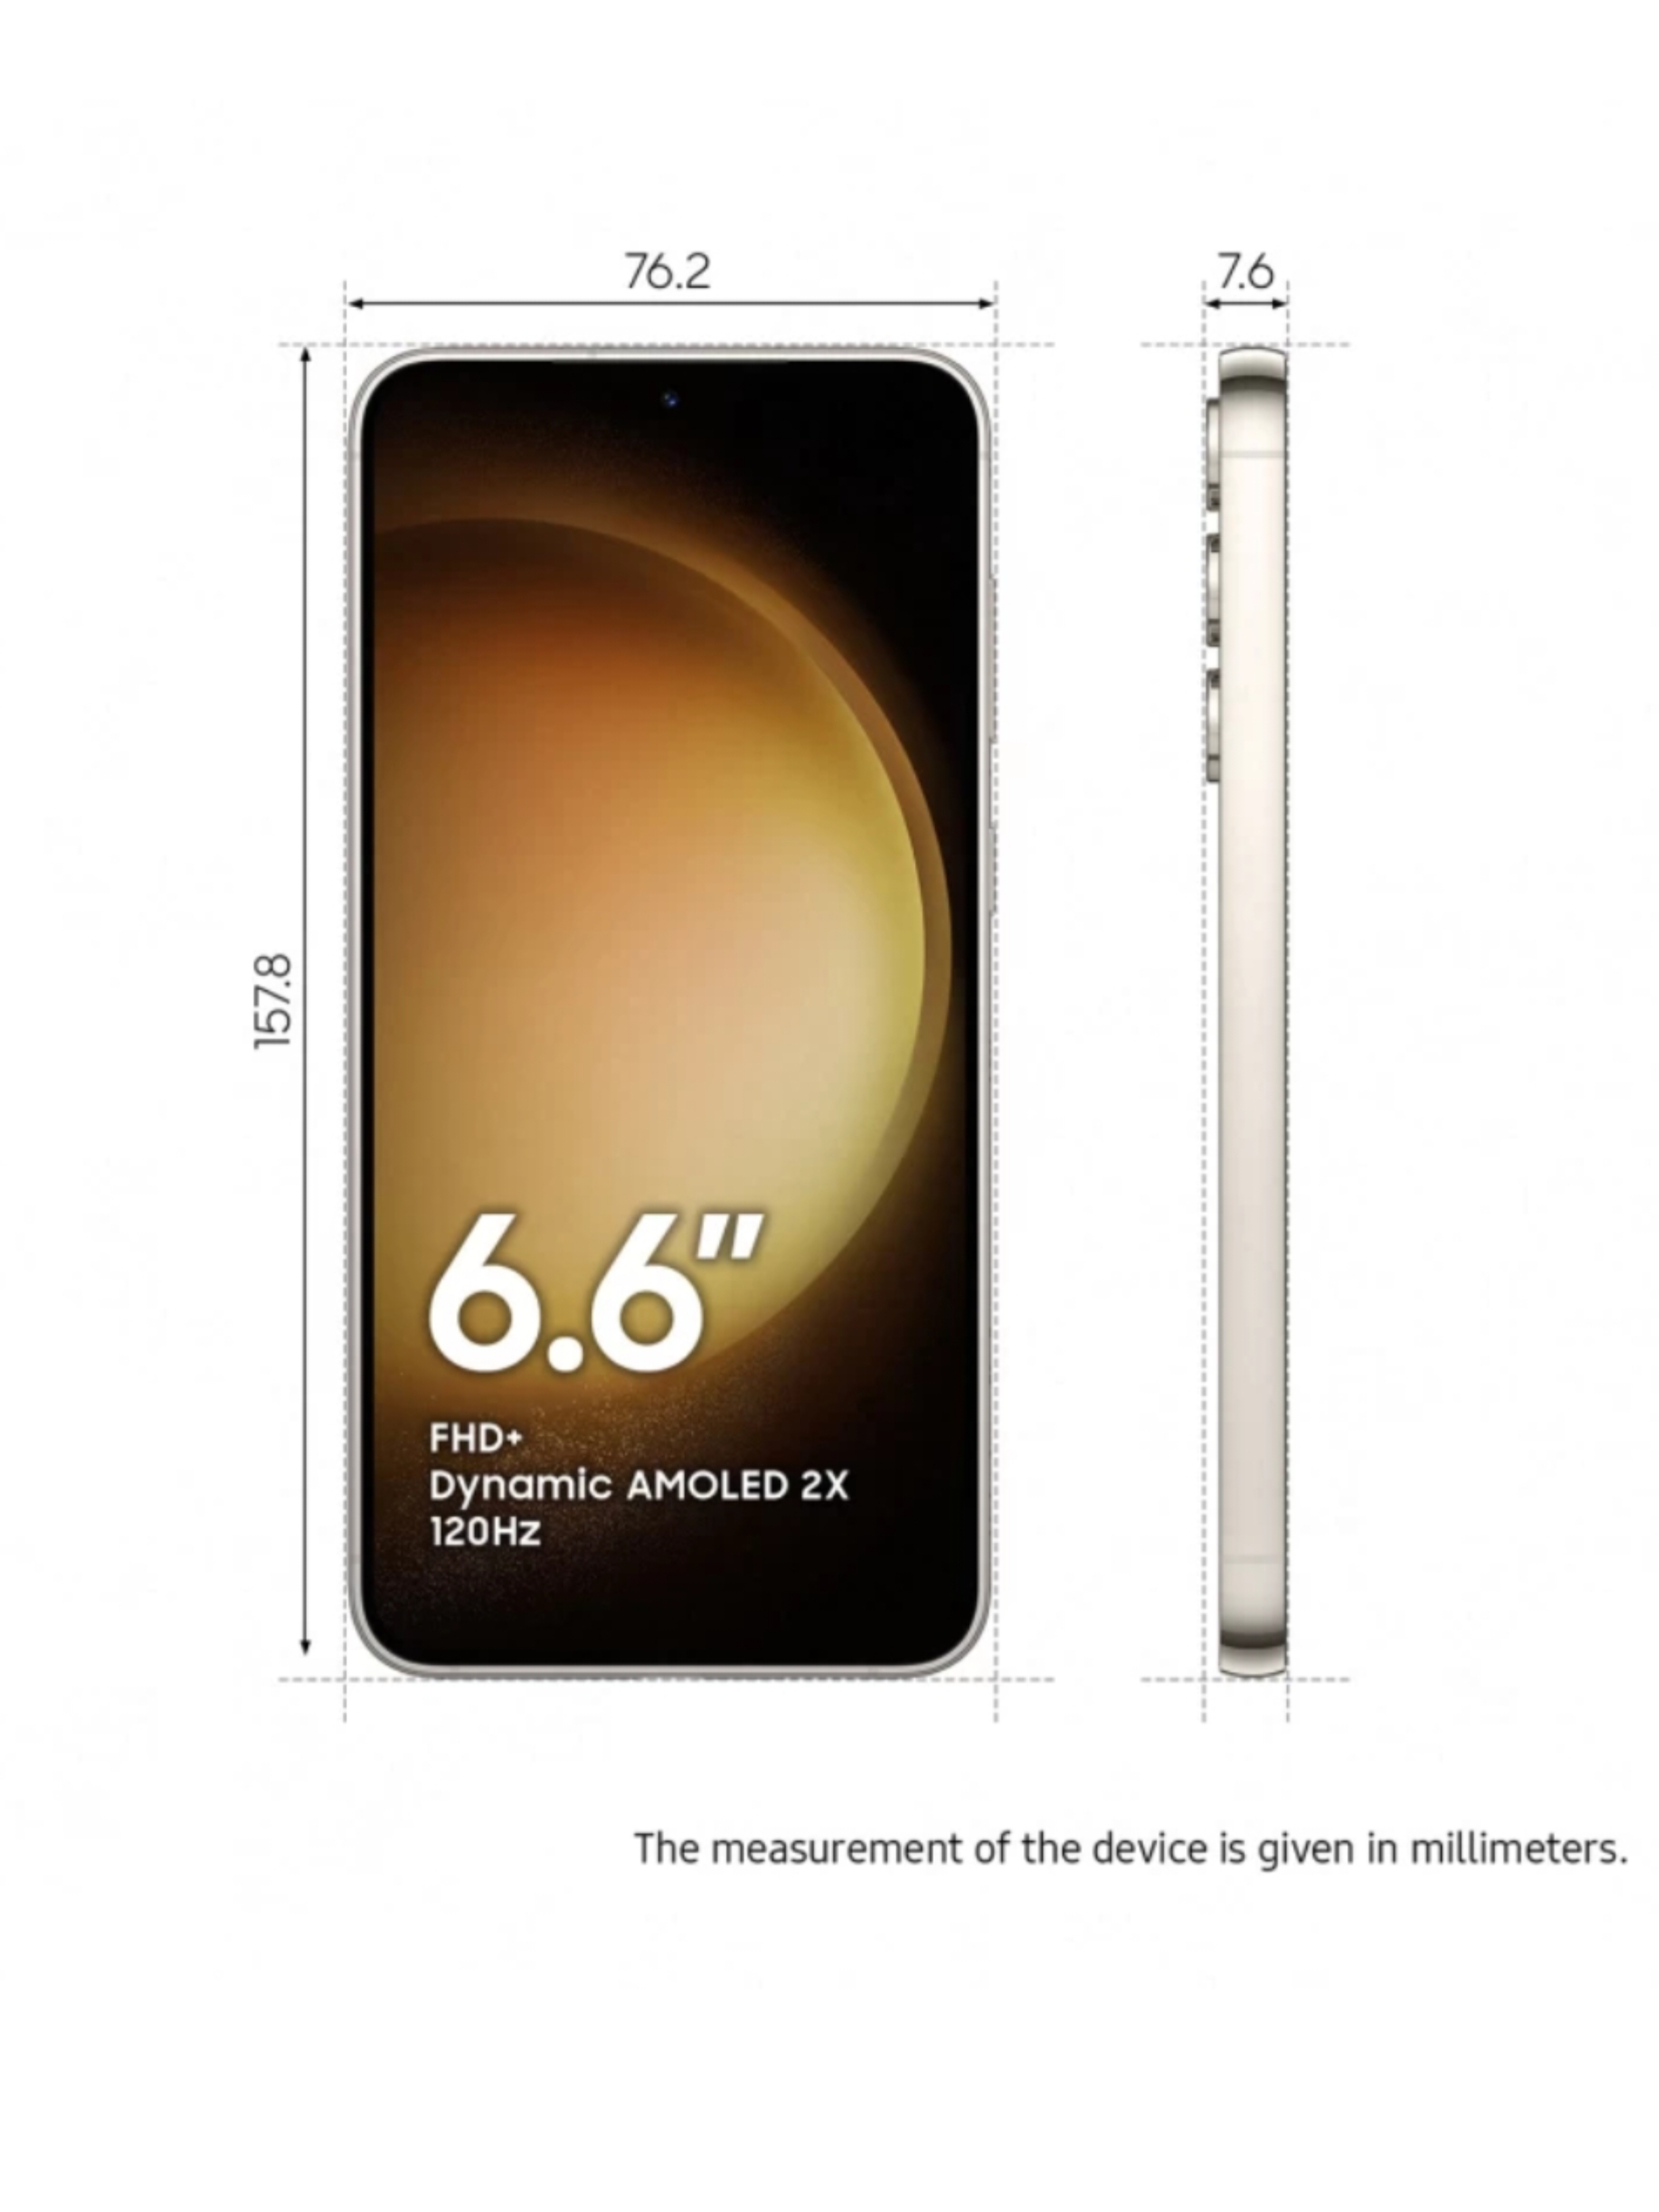 76.2
7.6
157.8
6.6"
FHD+
Dynamic AMOLED 2X
120Hz
The measurement of the device is given in millimeters.